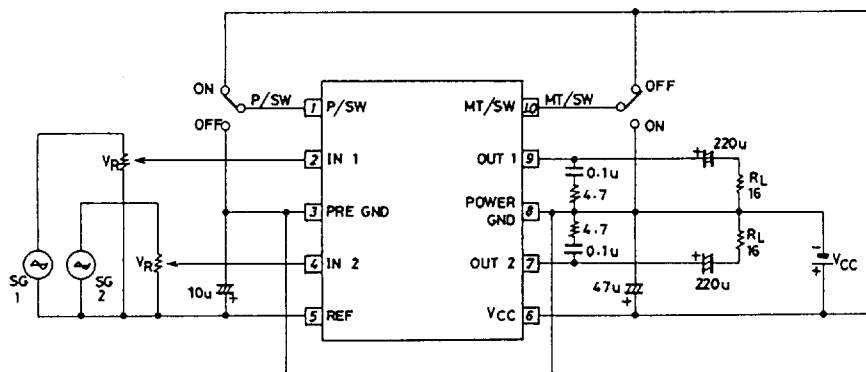 ON
P/SW
OFF
1 P/SW
MT/SW 10
MT/SW
OFF
ON
VR
2 IN 1
OUT 1 9
0.1u
4.7
+ 220u
RL
16
3 PRE GND
POWER
GND 8
4.7
0.1u
RL
16
-
+
VCC
SG
1
SG
2
VR
4 IN 2
OUT 2 7
+
220u
10u
+
47u
+
5 REF
VCC 6